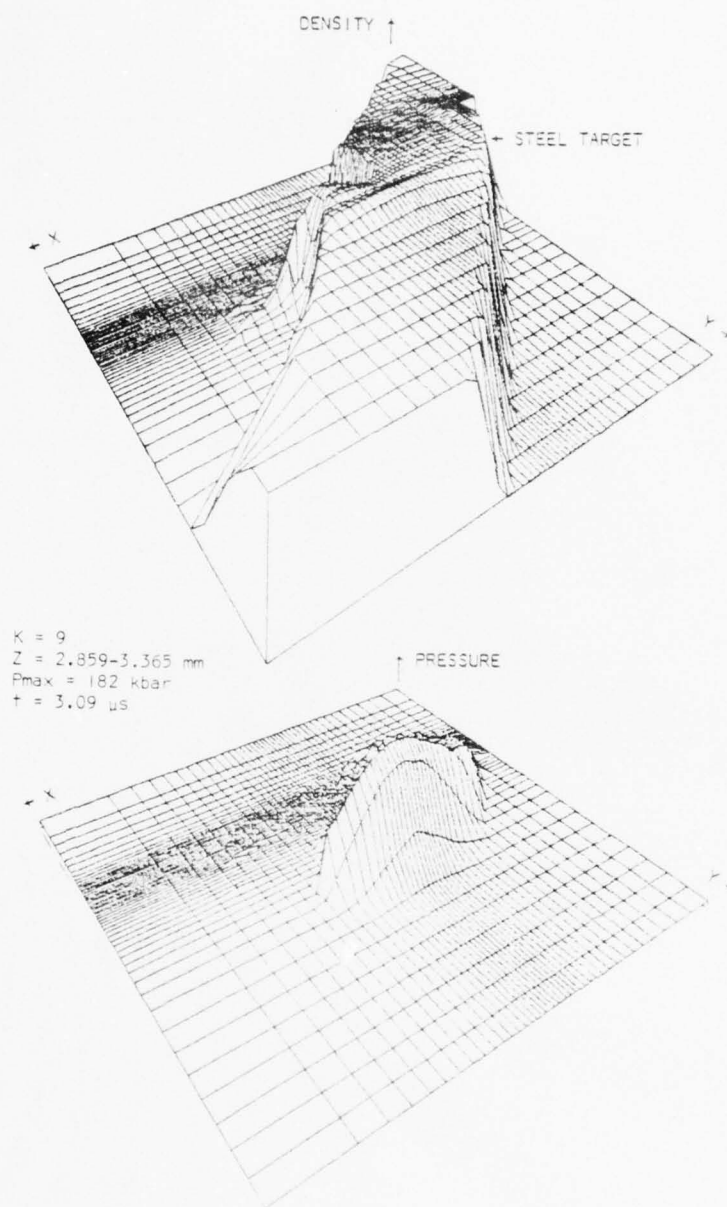 DENSITY ↑
← STEEL TARGET
← X
Y
K = 9
Z = 2.859-3.365 mm
Pmax = 182 kbar
t = 3.09 μs
↑ PRESSURE
← X
Y